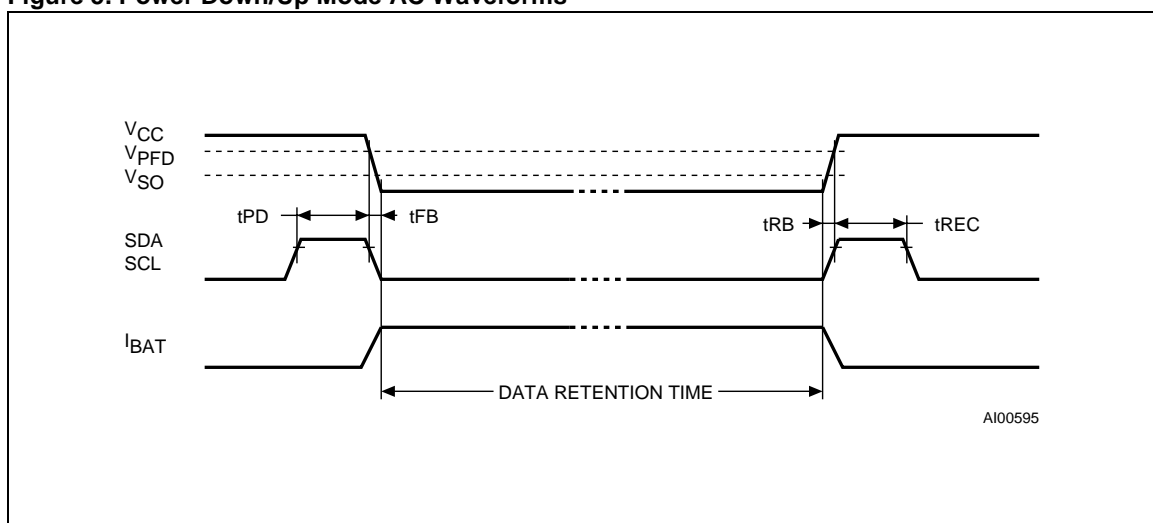 Figure 5. Power Down/Up Mode AC Waveforms
VCC
VPFD
VSO
tPD
tFB
tRB
tREC
SDA
SCL
IBAT
DATA RETENTION TIME
AI00595